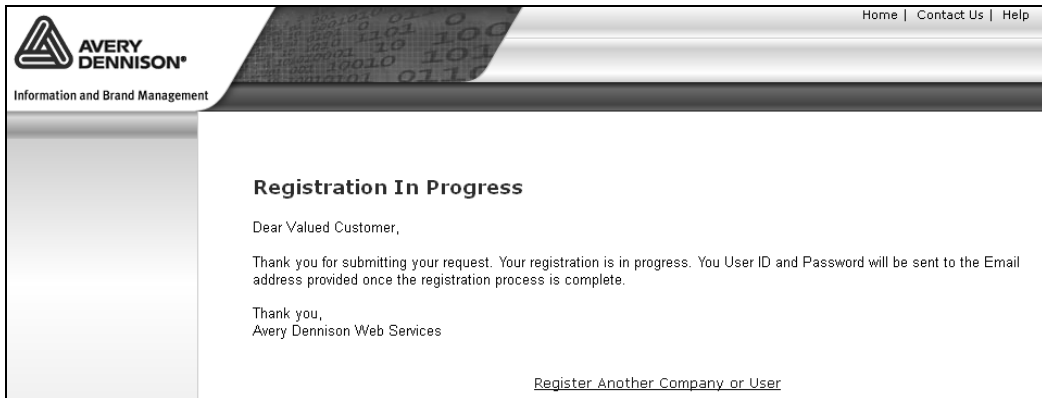 Home | Contact Us | Help
AVERY
DENNISON®
Information and Brand Management
Registration In Progress
Dear Valued Customer,
Thank you for submitting your request. Your registration is in progress. You User ID and Password will be sent to the Email
address provided once the registration process is complete.
Thank you,
Avery Dennison Web Services
Register Another Company or User